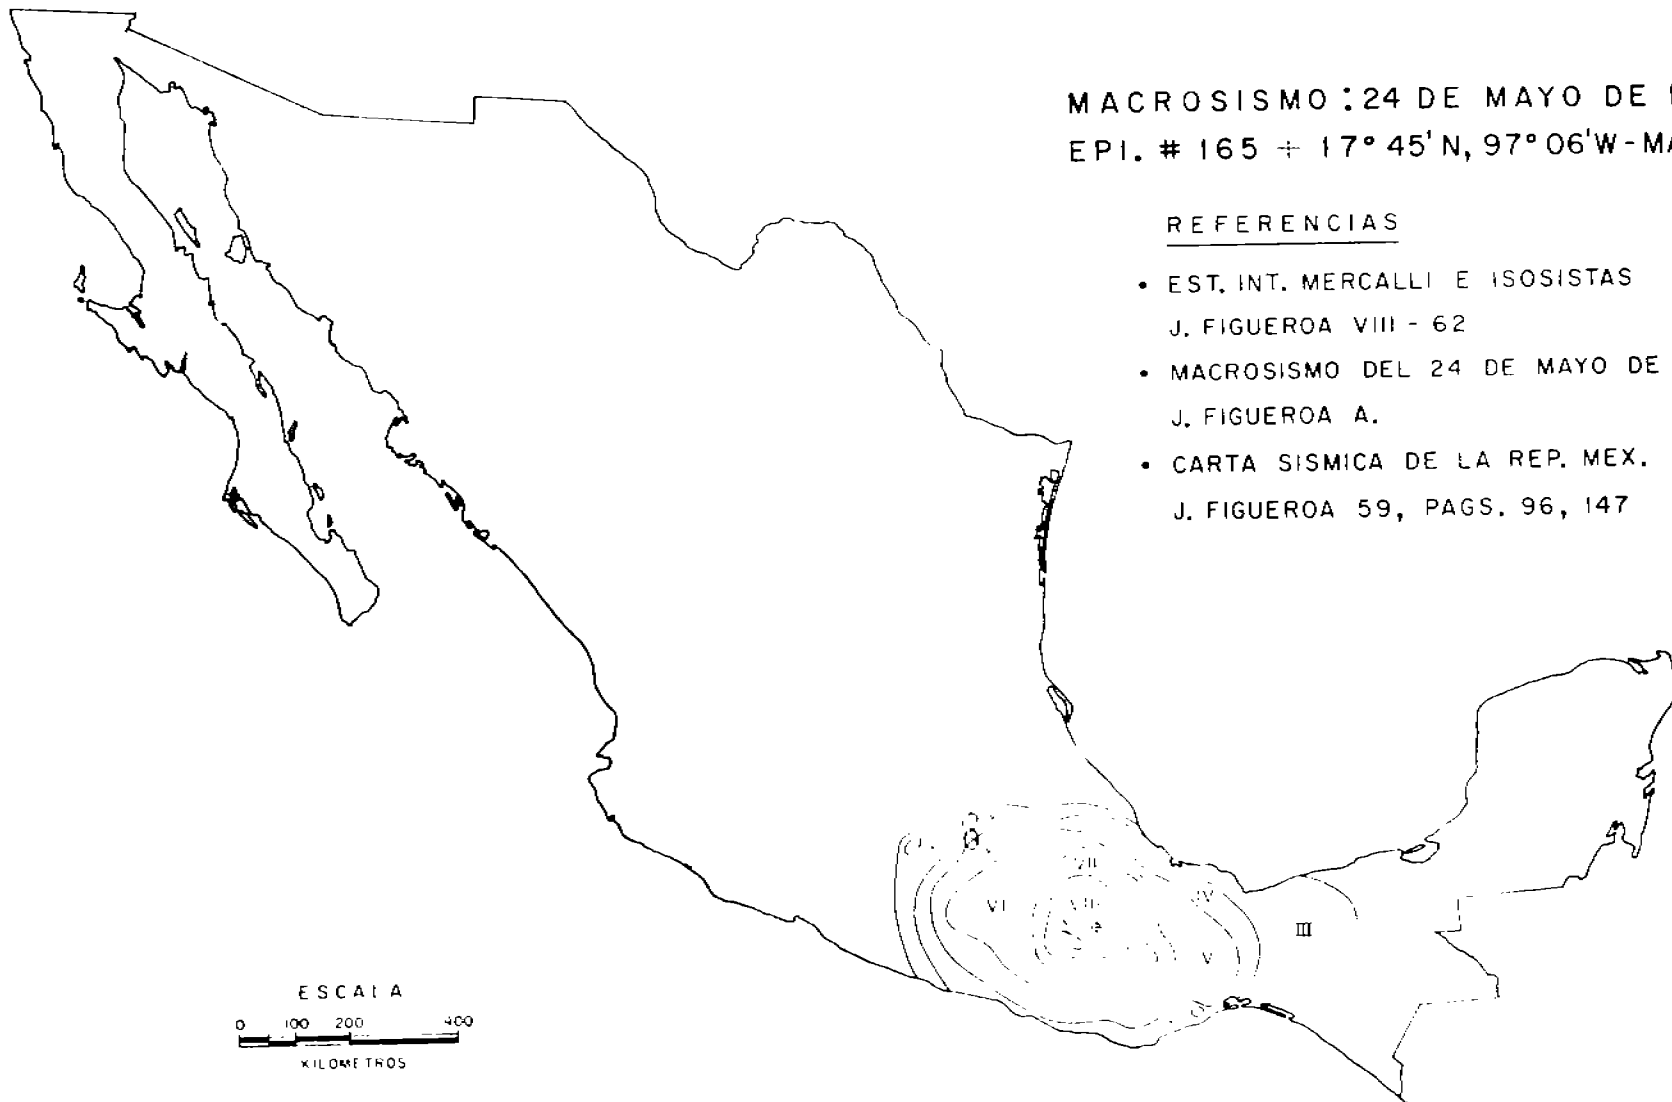 MACROSISMO: 24 DE MAYO DE
EPI. # 165 + 17° 45' N, 97° 06' W - MA
REFERENCIAS
• EST. INT. MERCALLI E ISOSISTAS
J. FIGUEROA VIII - 62
• MACROSISMO DEL 24 DE MAYO DE
J. FIGUEROA A.
• CARTA SISMICA DE LA REP. MEX.
J. FIGUEROA 59, PAGS. 96, 147
VII
VI
IV
III
V
ESCALA
0 100 200 400
KILOMETROS